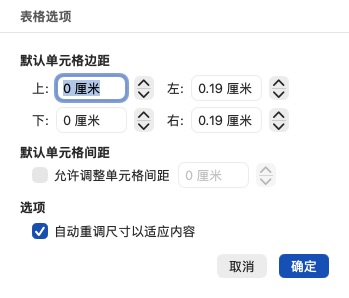 表格选项
默认单元格边距
上: 0 厘米 左: 0.19 厘米
下: 0 厘米 右: 0.19 厘米
默认单元格间距
允许调整单元格间距 0 厘米
选项
自动重调尺寸以适应内容
取消 确定